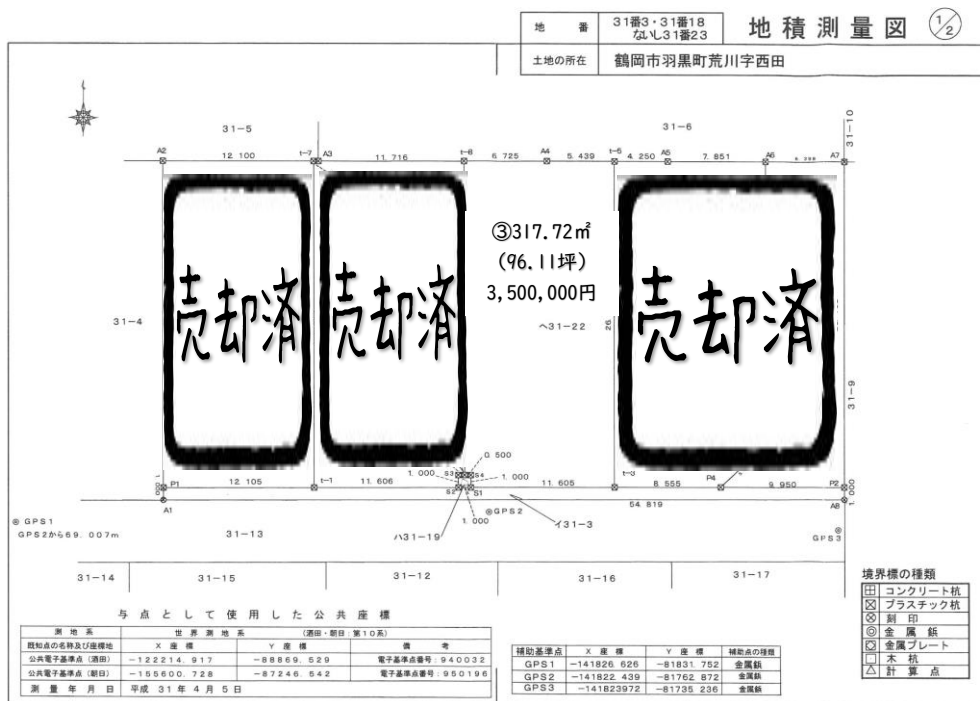 地番 31番3・31番18
ないし31番23
地積測量図 1/2
土地の所在 鶴岡市羽黒町荒川字西田
31-5
31-6
31-10
A2 12.100 t-7 A3 11.716 t-6 6.725 A4 5.439 t-5 4.250 A5 7.851 A6 A7
③317.72㎡
(96.11坪)
3,500,000円
売却済
売却済
売却済
31-4
ヘ31-22
26.
31-9
0.500
1.000 S3 S4 1.000
t-3 P4
P1 12.105 t-1 11.606 S2 S1 11.605 8.555 9.950 P2
1.000
54.819
A1 A8
1.000
◎GPS1
GPS2から69.007m
◎GPS2
イ31-3
◎
GPS3
31-13
ハ31-19
31-14 31-15 31-12 31-16 31-17
与点として使用した公共座標
測地系 世界測地系 (酒田・朝日:第10系)
既知点の名称及び座標地 X座標 Y座標 備考
公共電子基準点(酒田) -122214.917 -88869.529 電子基準点番号:940032
公共電子基準点(朝日) -155600.728 -87246.542 電子基準点番号:950196
測量年月日 平成31年4月5日
補助基準点 X座標 Y座標 補助点の種類
GPS1 -141826.626 -81831.752 金属鋲
GPS2 -141822.439 -81762.872 金属鋲
GPS3 -141823972 -81735.236 金属鋲
境界標の種類
コンクリート杭
プラスチック杭
刻印
金属鋲
金属プレート
木杭
計算点